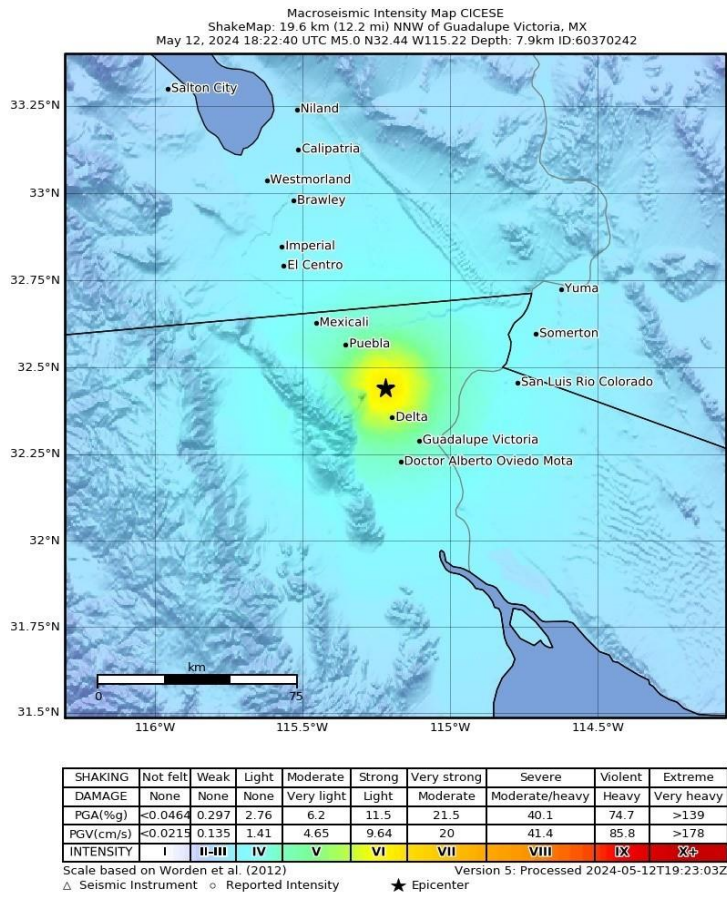 Macroseismic Intensity Map CICESE
ShakeMap: 19.6 km (12.2 mi) NNW of Guadalupe Victoria, MX
May 12, 2024 18:22:40 UTC M5.0 N32.44 W115.22 Depth: 7.9km ID:60370242
Salton City
33.25°N
Niland
Calipatria
33°N
Westmorland
Brawley
Imperial
El Centro
32.75°N
Yuma
Mexicali
Somerton
Puebla
32.5°N
San Luis Rio Colorado
Delta
Guadalupe Victoria
32.25°N
Doctor Alberto Oviedo Mota
32°N
31.75°N
km
0 75
31.5°N
116°W 115.5°W 115°W 114.5°W
SHAKING Not felt Weak Light Moderate Strong Very strong Severe Violent Extreme
DAMAGE None None None Very light Light Moderate Moderate/heavy Heavy Very heavy
PGA(%g) <0.0464 0.297 2.76 6.2 11.5 21.5 40.1 74.7 >139
PGV(cm/s) <0.0215 0.135 1.41 4.65 9.64 20 41.4 85.8 >178
INTENSITY I II-III IV V VI VII VIII IX X+
Scale based on Worden et al. (2012) Version 5: Processed 2024-05-12T19:23:03Z
△ Seismic Instrument ○ Reported Intensity ★ Epicenter